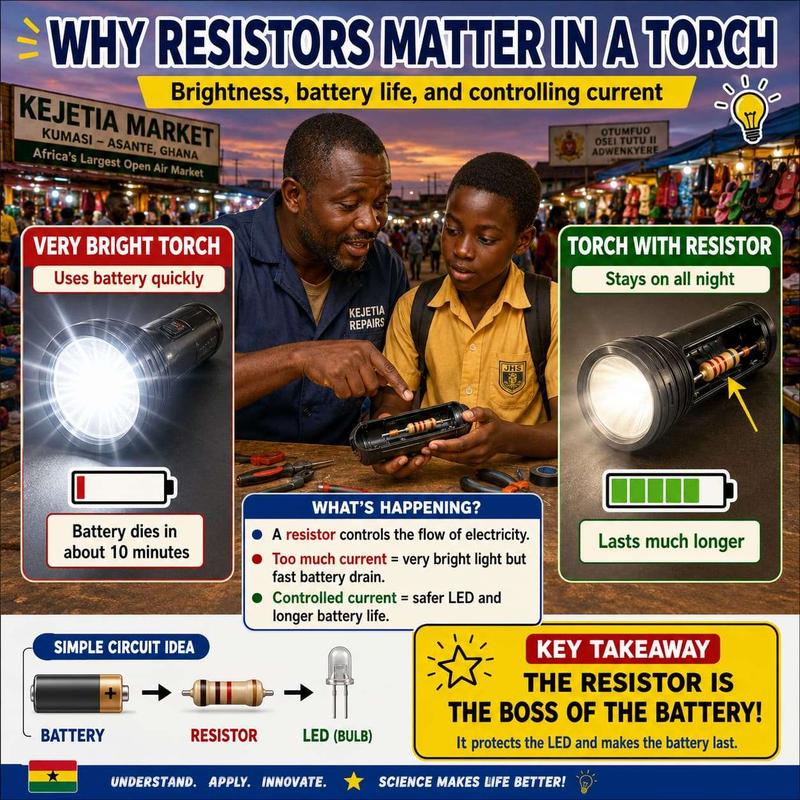 WHY RESISTORS MATTER IN A TORCH
Brightness, battery life, and controlling current
KEJETIA MARKET
KUMASI – ASANTE, GHANA
Africa's Largest Open Air Market
OTUMFUO
OSEI TUTU II
ADWENKYERE
VERY BRIGHT TORCH
Uses battery quickly
Battery dies in
about 10 minutes
KEJETIA
REPAIRS
JHS
TORCH WITH RESISTOR
Stays on all night
Lasts much longer
WHAT'S HAPPENING?
A resistor controls the flow of electricity.
Too much current = very bright light but
fast battery drain.
Controlled current = safer LED and
longer battery life.
SIMPLE CIRCUIT IDEA
+
BATTERY
RESISTOR
LED (BULB)
KEY TAKEAWAY
THE RESISTOR IS
THE BOSS OF THE BATTERY!
It protects the LED and makes the battery last.
UNDERSTAND. APPLY. INNOVATE.
SCIENCE MAKES LIFE BETTER!